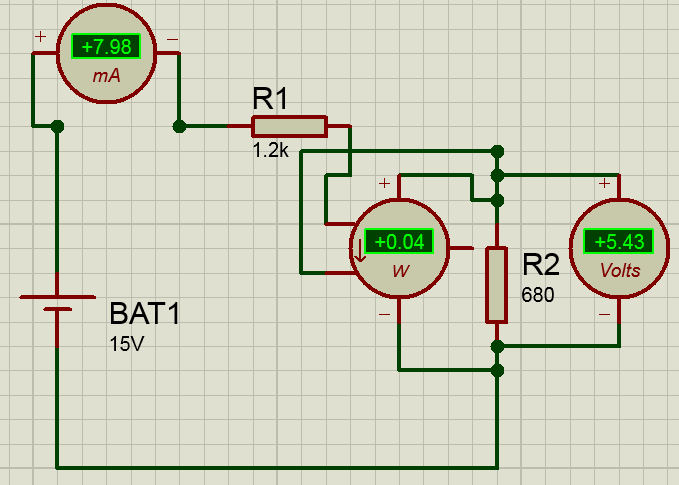 +
+7.98
−
mA
R1
1.2k
+
+0.04
W
−
R2
680
+
+5.43
Volts
−
BAT1
15V